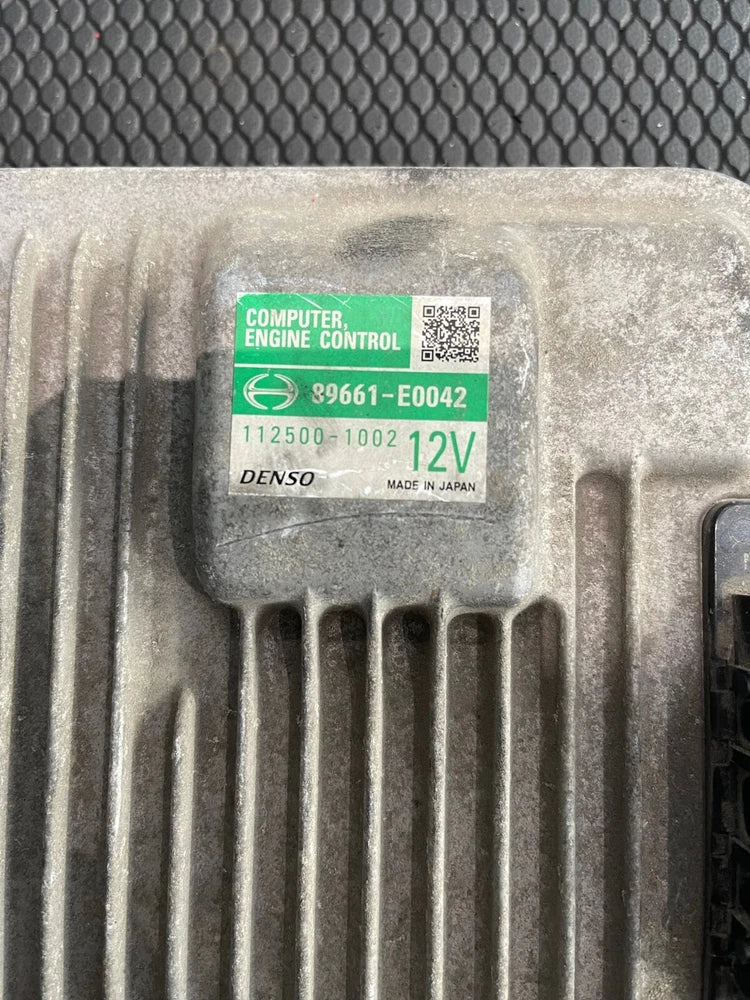 COMPUTER,
ENGINE CONTROL
89661-E0042
112500-1002 12V
DENSO MADE IN JAPAN